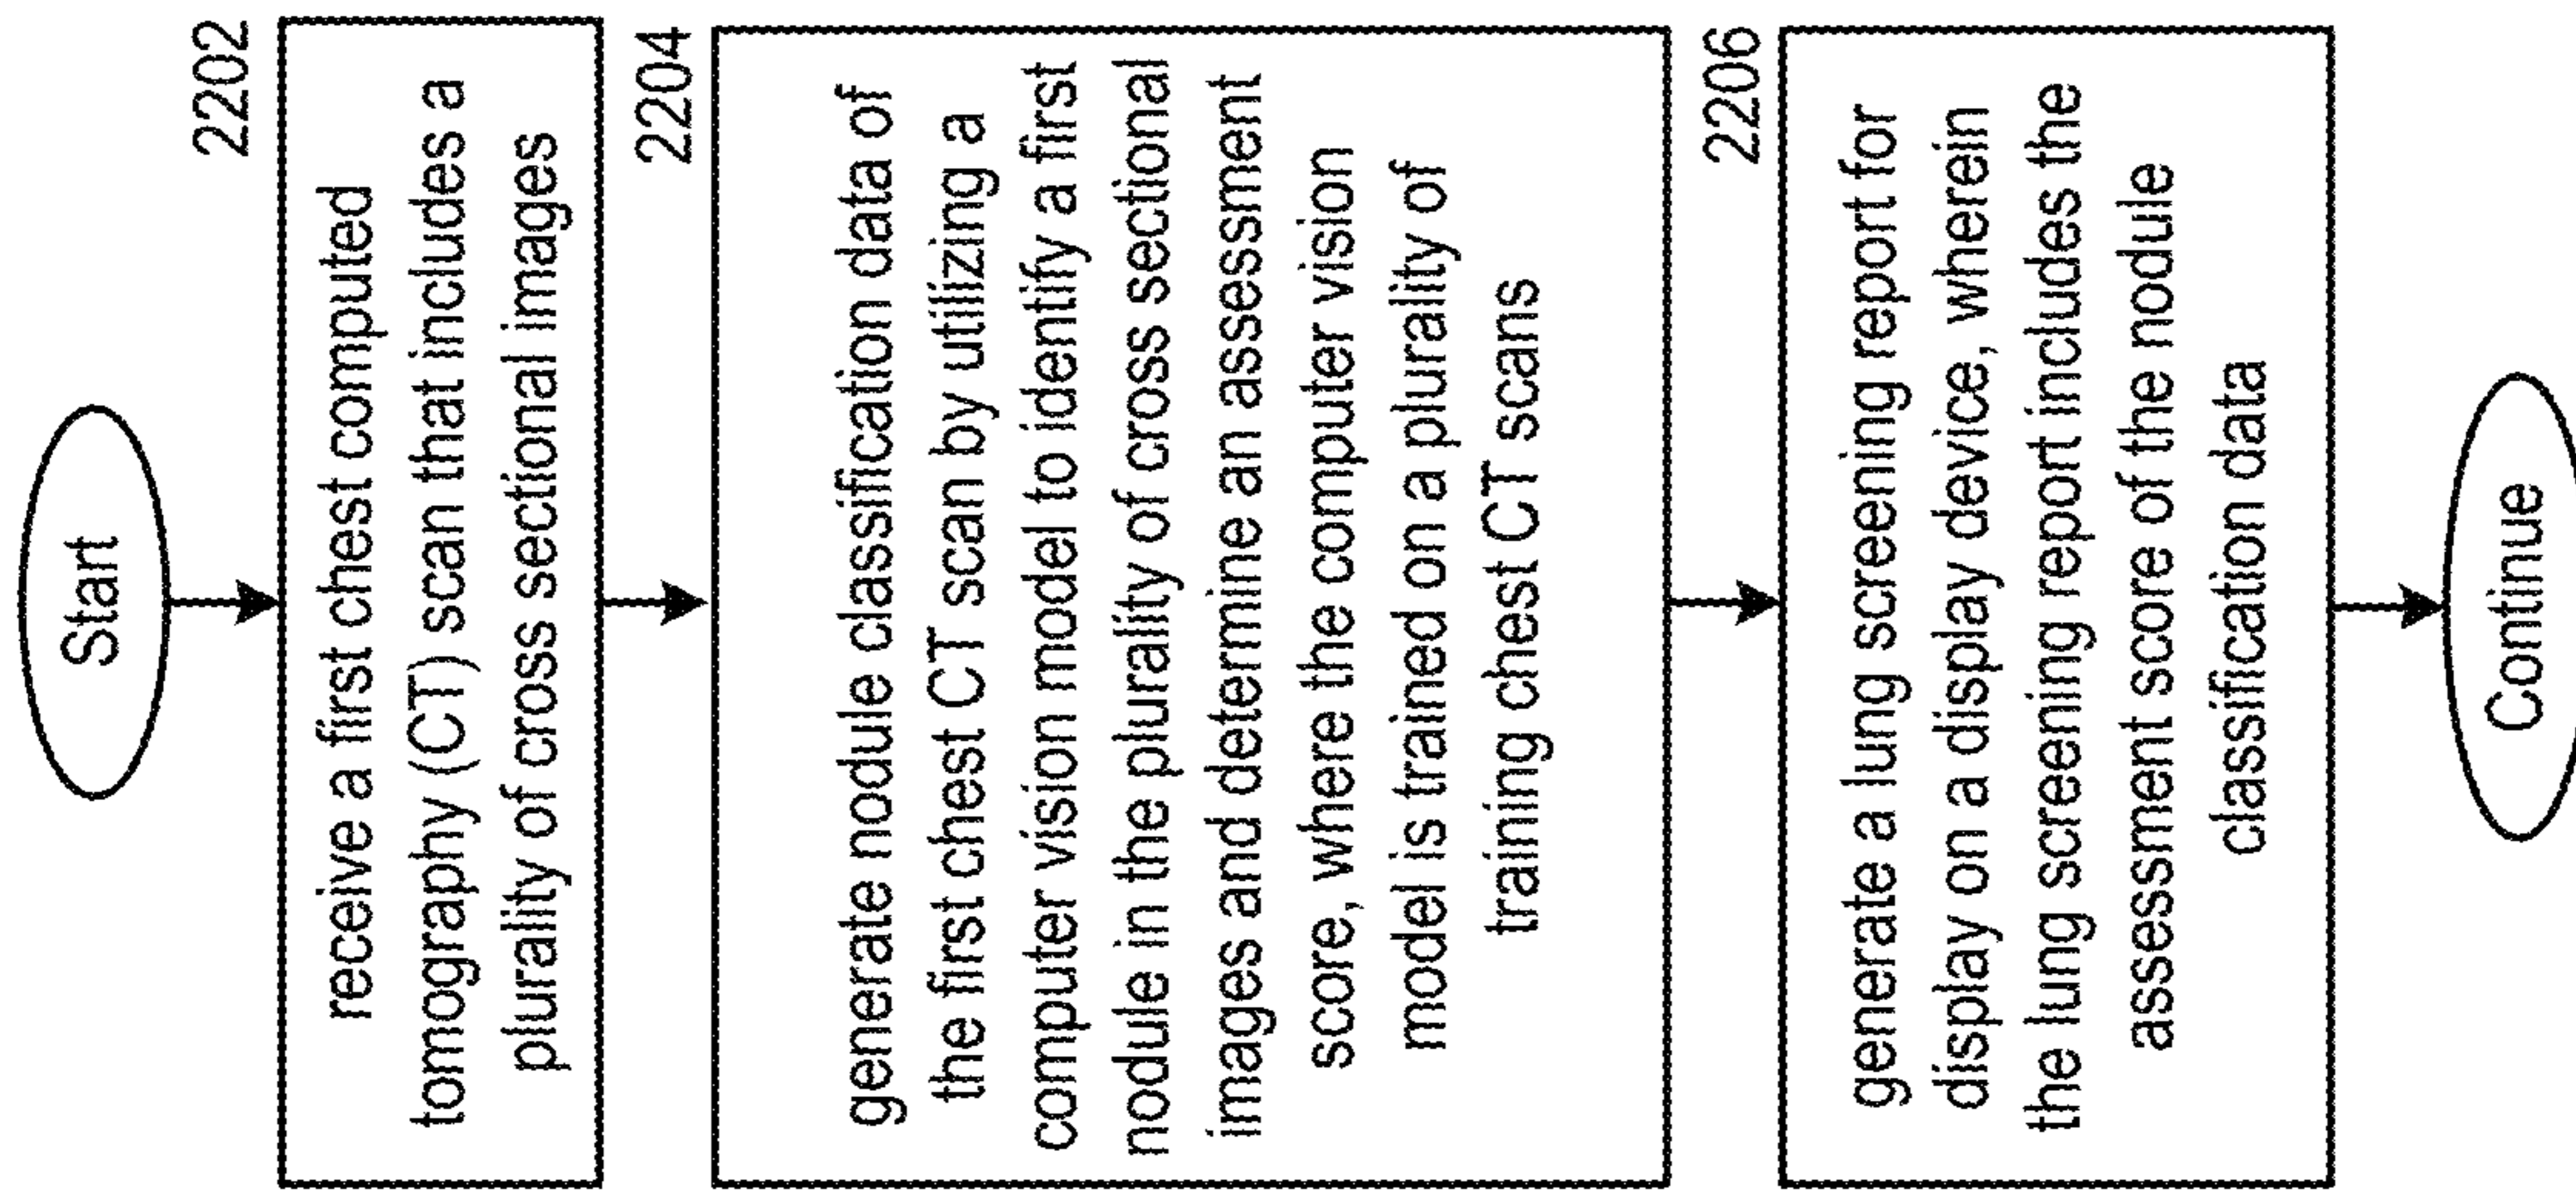 Start
2202
receive a first chest computed
tomography (CT) scan that includes a
plurality of cross sectional images
2204
generate nodule classification data of
the first chest CT scan by utilizing a
computer vision model to identify a first
nodule in the plurality of cross sectional
images and determine an assessment
score, where the computer vision
model is trained on a plurality of
training chest CT scans
2206
generate a lung screening report for
display on a display device, wherein
the lung screening report includes the
assessment score of the nodule
classification data
Continue